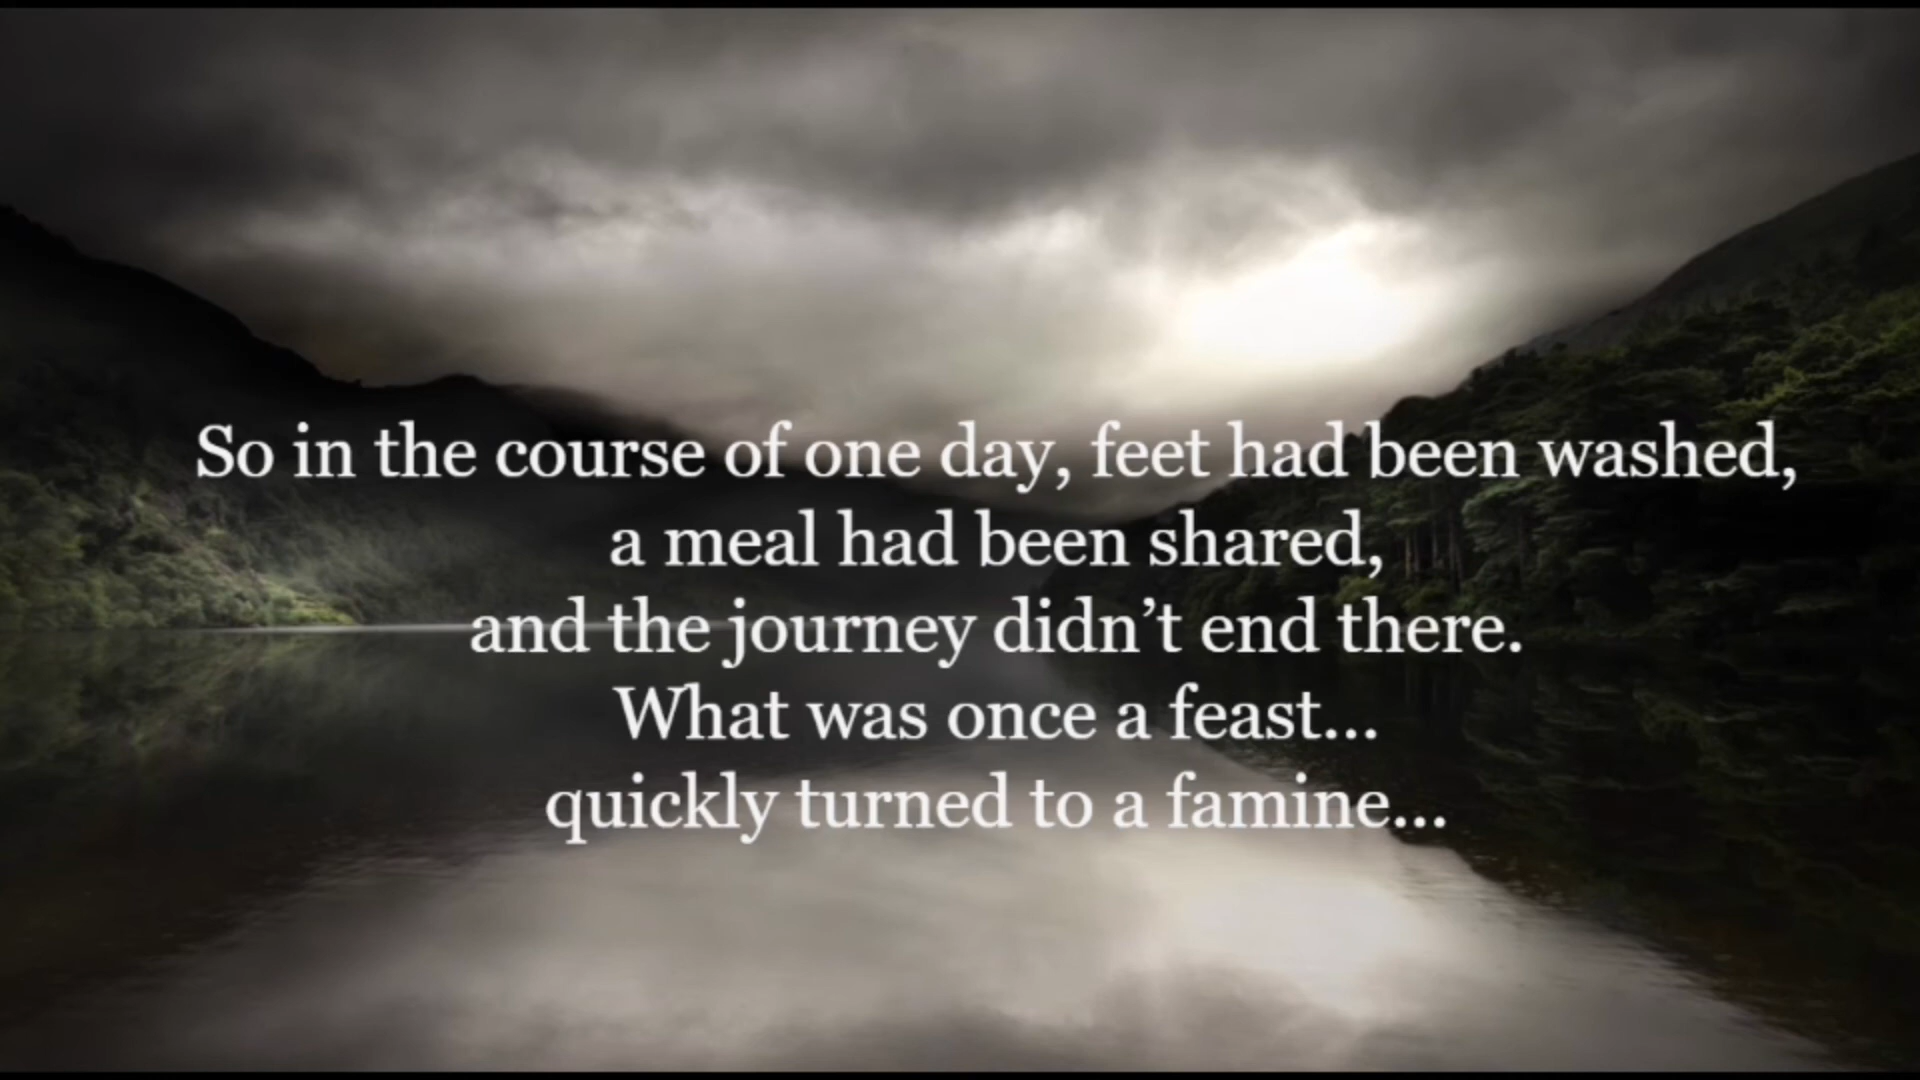 So in the course of one day, feet had been washed,
a meal had been shared,
and the journey didn’t end there.
What was once a feast...
quickly turned to a famine...